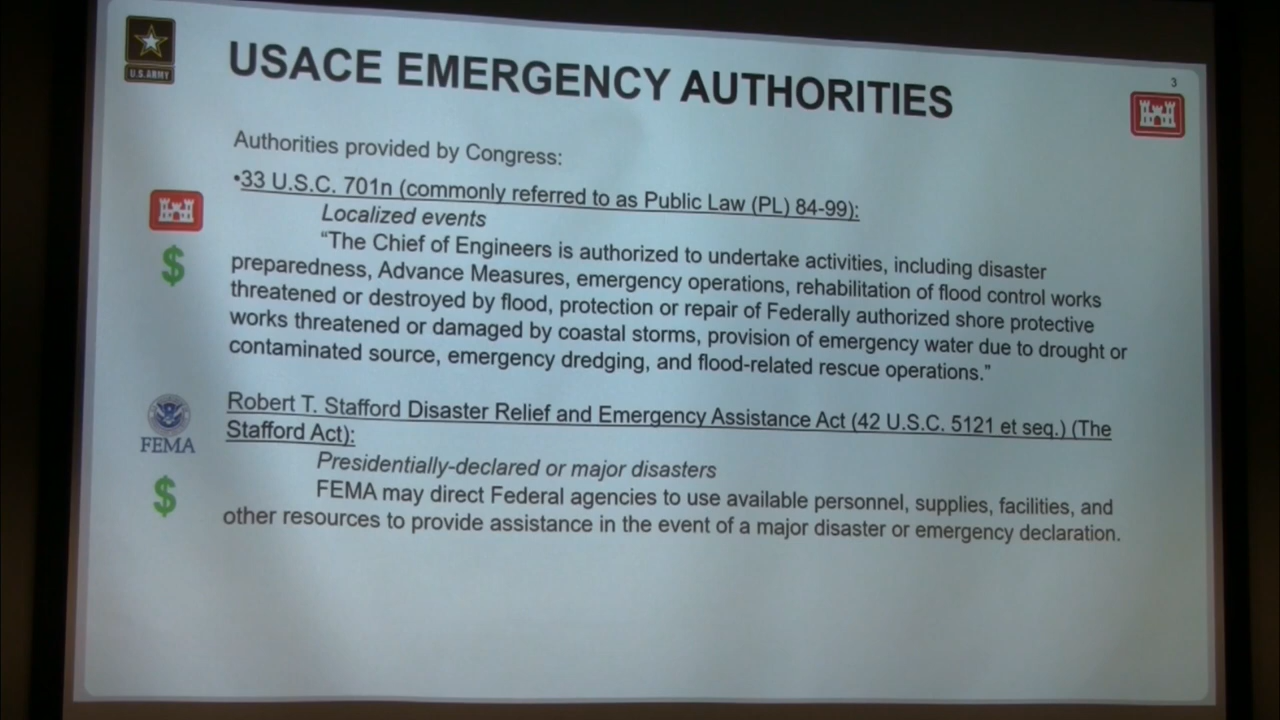 U.S. ARMY
USACE EMERGENCY AUTHORITIES
3
Authorities provided by Congress:
•33 U.S.C. 701n (commonly referred to as Public Law (PL) 84-99):
Localized events
“The Chief of Engineers is authorized to undertake activities, including disaster
preparedness, Advance Measures, emergency operations, rehabilitation of flood control works
threatened or destroyed by flood, protection or repair of Federally authorized shore protective
works threatened or damaged by coastal storms, provision of emergency water due to drought or
contaminated source, emergency dredging, and flood-related rescue operations.”
$
Robert T. Stafford Disaster Relief and Emergency Assistance Act (42 U.S.C. 5121 et seq.) (The
Stafford Act):
FEMA
Presidentially-declared or major disasters
FEMA may direct Federal agencies to use available personnel, supplies, facilities, and
other resources to provide assistance in the event of a major disaster or emergency declaration.
$